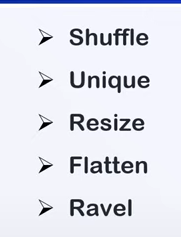 ➢ Shuffle
➢ Unique
➢ Resize
➢ Flatten
➢ Ravel